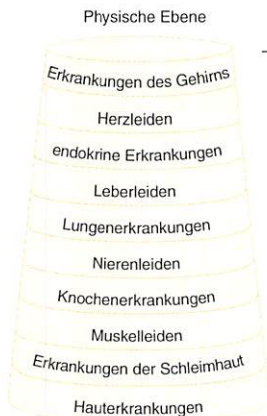 Physische Ebene
Erkrankungen des Gehirns
Herzleiden
endokrine Erkrankungen
Leberleiden
Lungenerkrankungen
Nierenleiden
Knochenerkrankungen
Muskelleiden
Erkrankungen der Schleimhaut
Hauterkrankungen